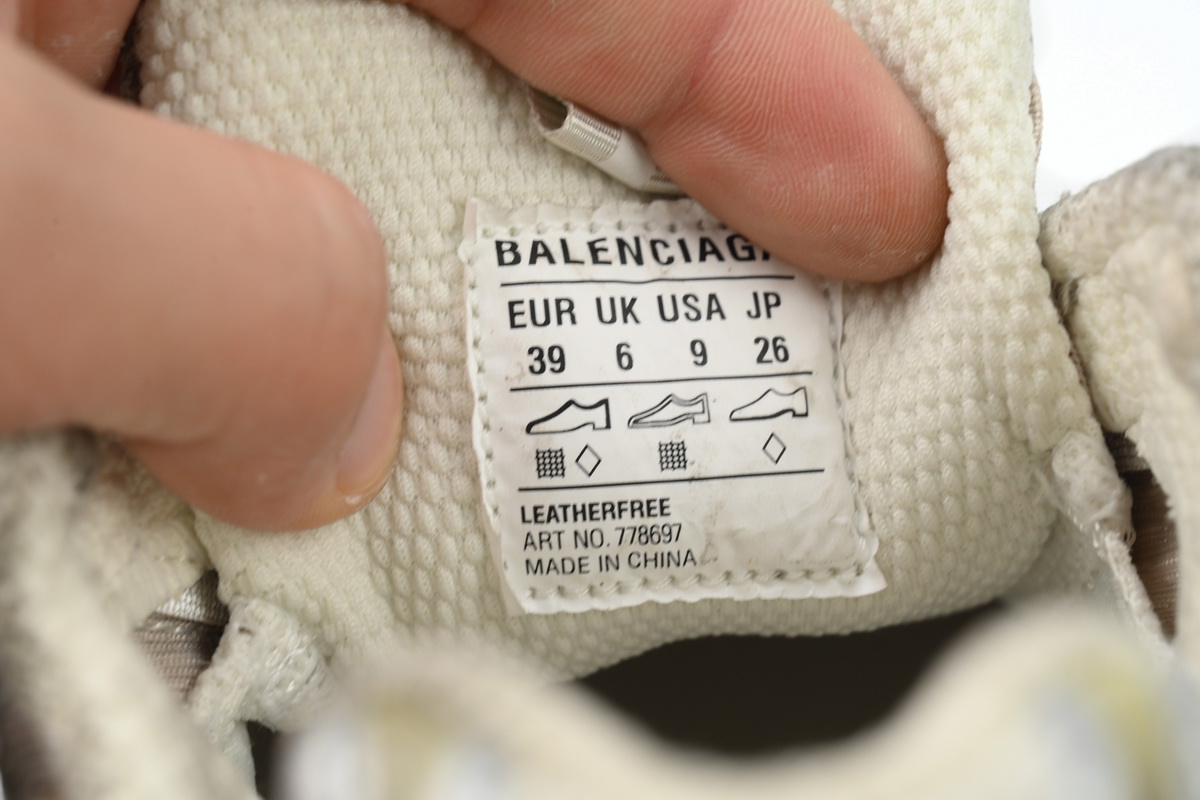 BALENCIAGA
EUR UK USA JP
39 6 9 26
LEATHERFREE
ART NO. 778697
MADE IN CHINA